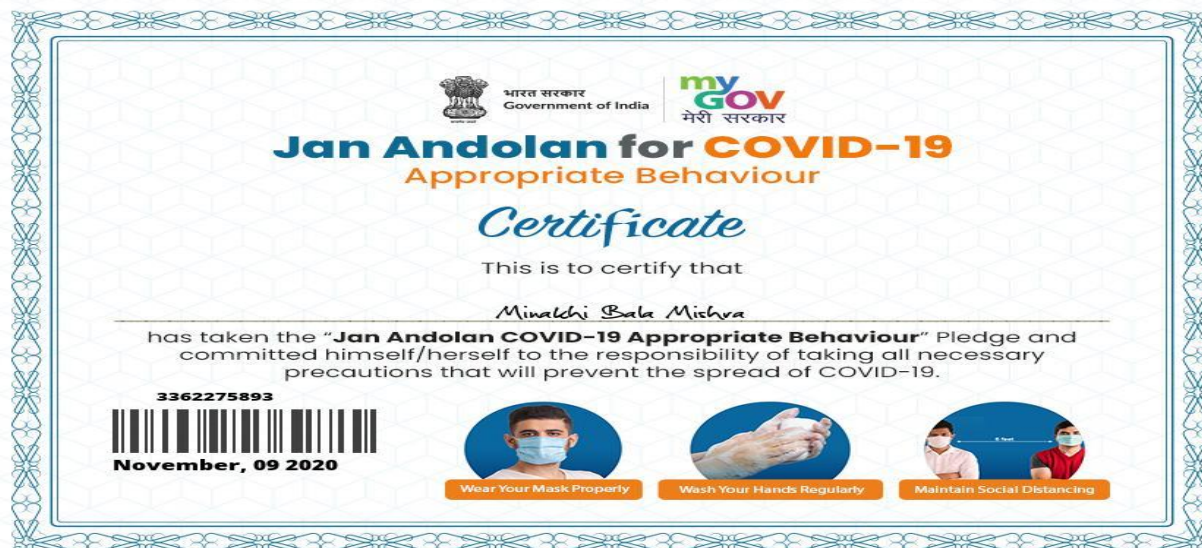 भारत सरकार
Government of India
my
GOV
मेरी सरकार
Jan Andolan for COVID-19
Appropriate Behaviour
Certificate
This is to certify that
Minakhi Bala Mishra
has taken the “Jan Andolan COVID-19 Appropriate Behaviour” Pledge and
committed himself/herself to the responsibility of taking all necessary
precautions that will prevent the spread of COVID-19.
3362275893
November, 09 2020
6 feet
Wear Your Mask Properly
Wash Your Hands Regularly
Maintain Social Distancing